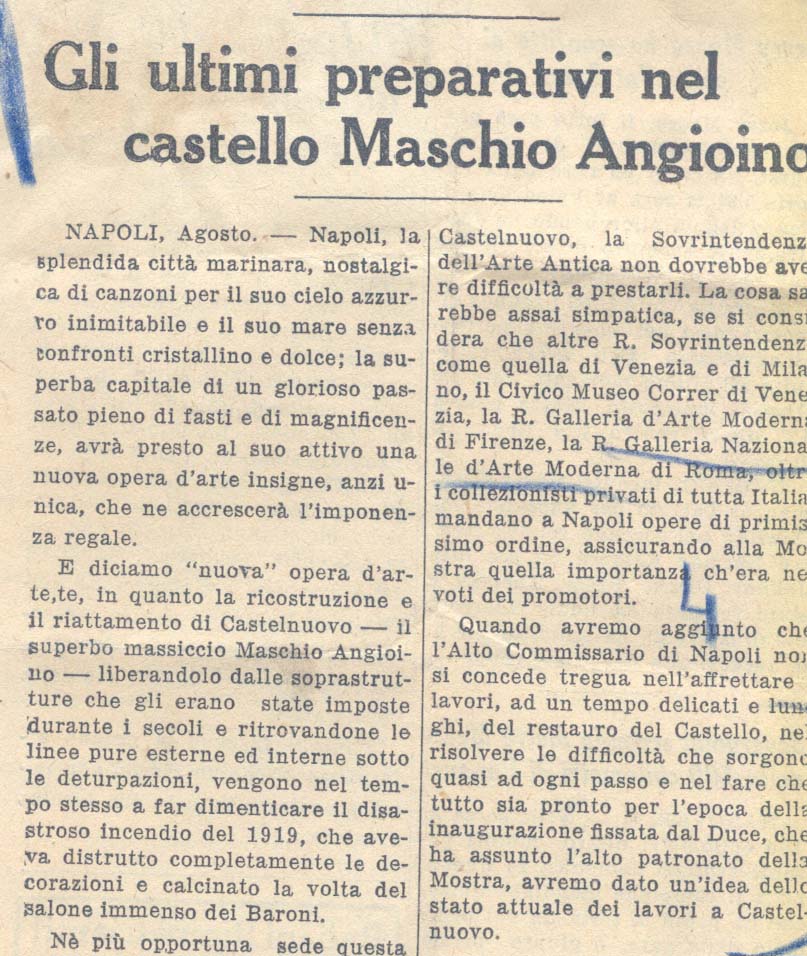 Gli ultimi preparativi nel
castello Maschio Angioino
NAPOLI, Agosto. — Napoli, la
splendida città marinara, nostalgi-
ca di canzoni per il suo cielo azzur-
ro inimitabile e il suo mare senza
confronti cristallino e dolce; la su-
perba capitale di un glorioso pas-
sato pieno di fasti e di magnificen-
ze, avrà presto al suo attivo una
nuova opera d'arte insigne, anzi u-
nica, che ne accrescerà l'imponen-
za regale.
E diciamo "nuova" opera d'ar-
te,te, in quanto la ricostruzione e
il riattamento di Castelnuovo — il
superbo massiccio Maschio Angioi-
no — liberandolo dalle soprastrut-
ture che gli erano state imposte
durante i secoli e ritrovandone le
linee pure esterne ed interne sotto
le deturpazioni, vengono nel tem-
po stesso a far dimenticare il disa-
stroso incendio del 1919, che ave-
va distrutto completamente le de-
corazioni e calcinato la volta del
salone immenso dei Baroni.
Nè più opportuna sede questa
Castelnuovo, la Sovrintendenz
dell'Arte Antica non dovrebbe ave
re difficoltà a prestarli. La cosa sa
rebbe assai simpatica, se si consi
dera che altre R. Sovrintendenz
come quella di Venezia e di Mila
no, il Civico Museo Correr di Vene
zia, la R. Galleria d'Arte Moderna
di Firenze, la R. Galleria Naziona
le d'Arte Moderna di Roma, oltr
i collezionisti privati di tutta Italia
mandano a Napoli opere di primis
simo ordine, assicurando alla Mo
stra quella importanza ch'era ne
voti dei promotori.
4
Quando avremo aggiunto che
l'Alto Commissario di Napoli non
si concede tregua nell'affrettare
lavori, ad un tempo delicati e lun
ghi, del restauro del Castello, nel
risolvere le difficoltà che sorgono
quasi ad ogni passo e nel fare che
tutto sia pronto per l'epoca della
inaugurazione fissata dal Duce, che
ha assunto l'alto patronato della
Mostra, avremo dato un'idea dello
stato attuale dei lavori a Castel-
nuovo.